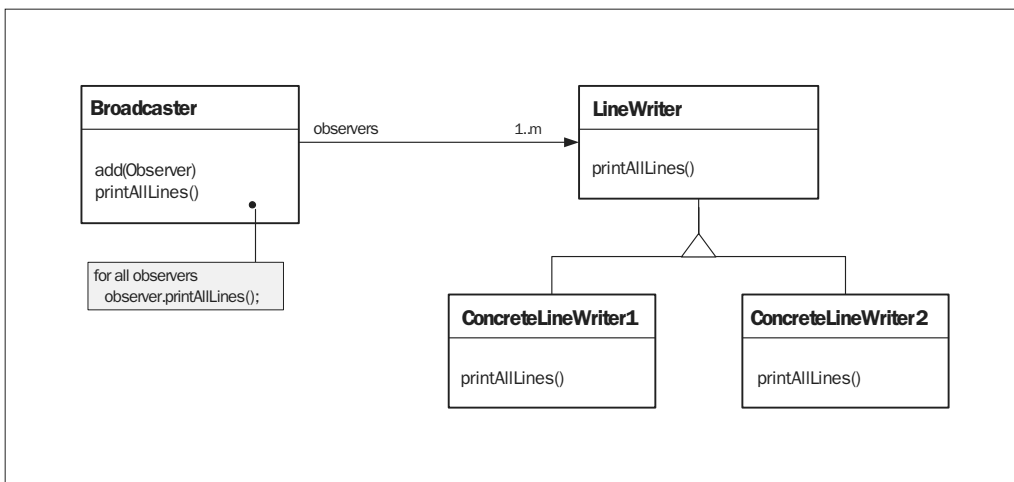 Broadcaster
add(Observer)
printAllLines()
for all observers
observer.printAllLines();
observers
1..m
LineWriter
printAllLines()
ConcreteLineWriter1
printAllLines()
ConcreteLineWriter2
printAllLines()